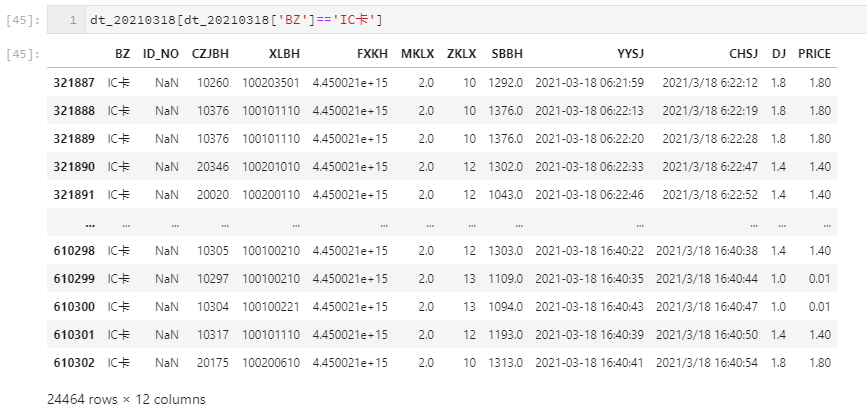 [45]: 1 dt_20210318[dt_20210318['BZ']=='IC卡']
[45]: BZ ID_NO CZJBH XLBH FXKH MKLX ZKLX SBBH YYSJ CHSJ DJ PRICE
321887 IC卡 NaN 10260 100203501 4.450021e+15 2.0 10 1292.0 2021-03-18 06:21:59 2021/3/18 6:22:12 1.8 1.80
321888 IC卡 NaN 10376 100101110 4.450021e+15 2.0 10 1376.0 2021-03-18 06:22:13 2021/3/18 6:22:19 1.8 1.80
321889 IC卡 NaN 10376 100101110 4.450021e+15 2.0 10 1376.0 2021-03-18 06:22:20 2021/3/18 6:22:28 1.8 1.80
321890 IC卡 NaN 20346 100201010 4.450021e+15 2.0 12 1302.0 2021-03-18 06:22:33 2021/3/18 6:22:47 1.4 1.40
321891 IC卡 NaN 20020 100200110 4.450021e+15 2.0 12 1043.0 2021-03-18 06:22:46 2021/3/18 6:22:52 1.4 1.40
... ... ... ... ... ... ... ... ... ... ... ... ...
610298 IC卡 NaN 10305 100100210 4.450021e+15 2.0 12 1303.0 2021-03-18 16:40:22 2021/3/18 16:40:38 1.4 1.40
610299 IC卡 NaN 10297 100100210 4.450021e+15 2.0 13 1109.0 2021-03-18 16:40:35 2021/3/18 16:40:44 1.0 0.01
610300 IC卡 NaN 10304 100100221 4.450021e+15 2.0 13 1094.0 2021-03-18 16:40:43 2021/3/18 16:40:47 1.0 0.01
610301 IC卡 NaN 10317 100101110 4.450021e+15 2.0 12 1193.0 2021-03-18 16:40:39 2021/3/18 16:40:50 1.4 1.40
610302 IC卡 NaN 20175 100200610 4.450021e+15 2.0 10 1313.0 2021-03-18 16:40:41 2021/3/18 16:40:54 1.8 1.80
24464 rows × 12 columns